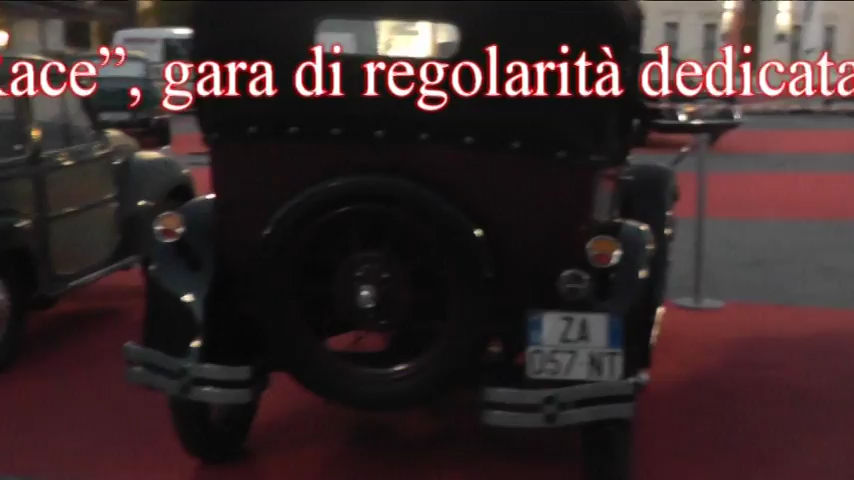 ace”, gara di regolarità dedicata
ZA
057 NT